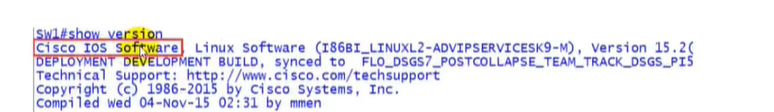 SW1#show version
Cisco IOS Software, Linux Software (I86BI_LINUXL2-ADVIPSERVICESK9-M), Version 15.2(
DEPLOYMENT DEVELOPMENT BUILD, synced to  FLO_DSGS7_POSTCOLLAPSE_TEAM_TRACK_DSGS_PI5
Technical Support: http://www.cisco.com/techsupport
Copyright (c) 1986-2015 by Cisco Systems, Inc.
Compiled Wed 04-Nov-15 02:31 by mmen